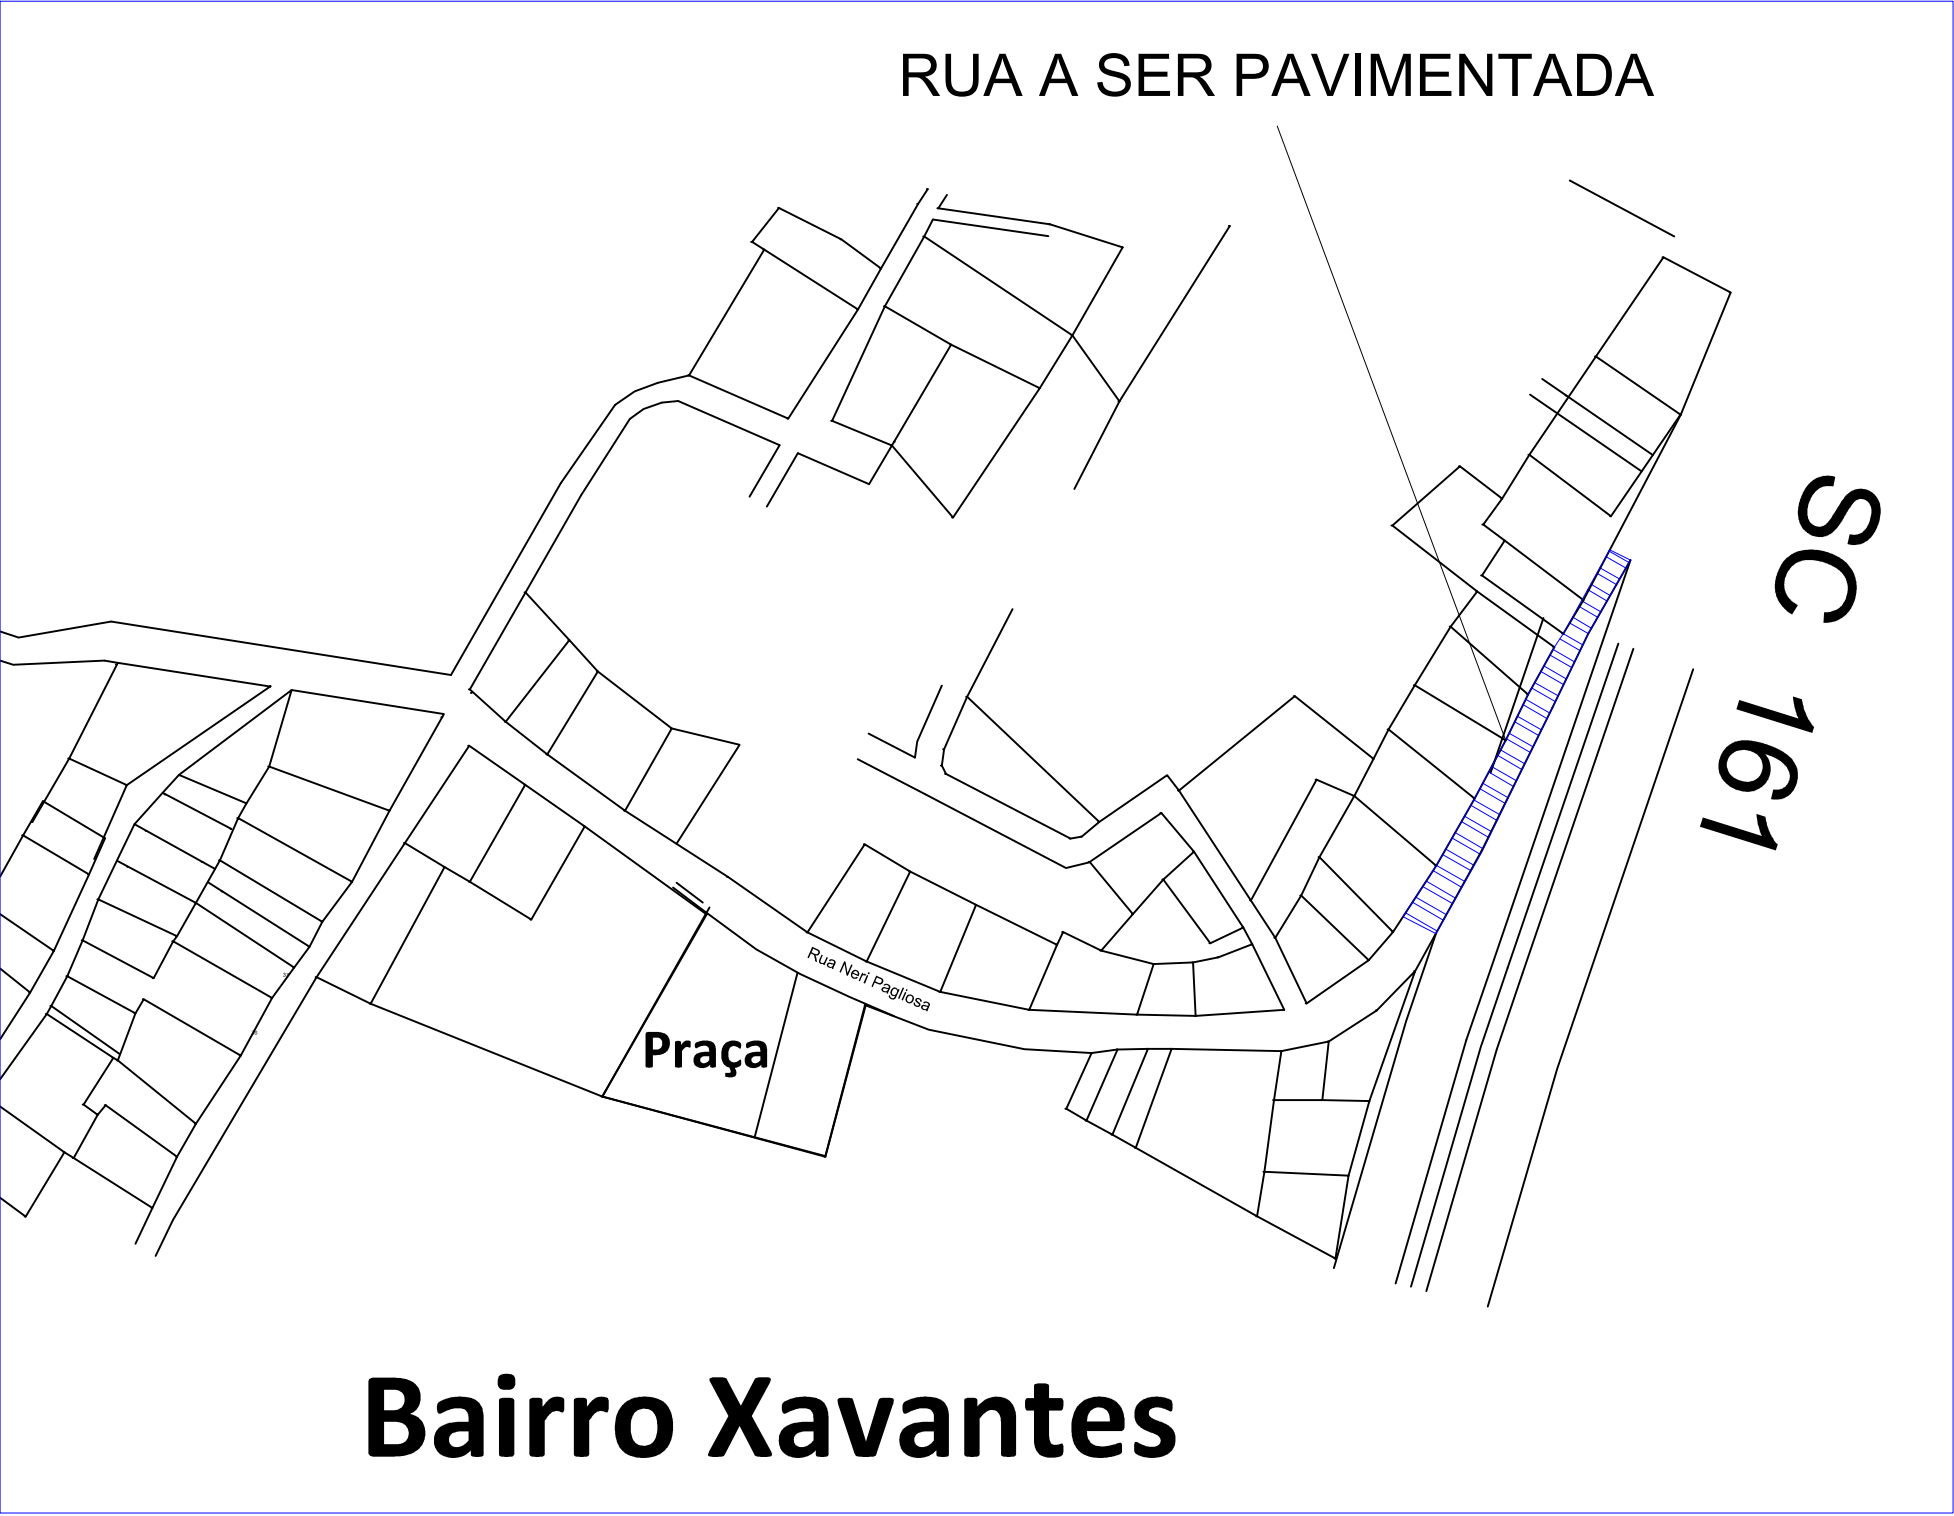 RUA A SER PAVIMENTADA
SC 161
Rua Neri Pagliosa
Praça
Bairro Xavantes